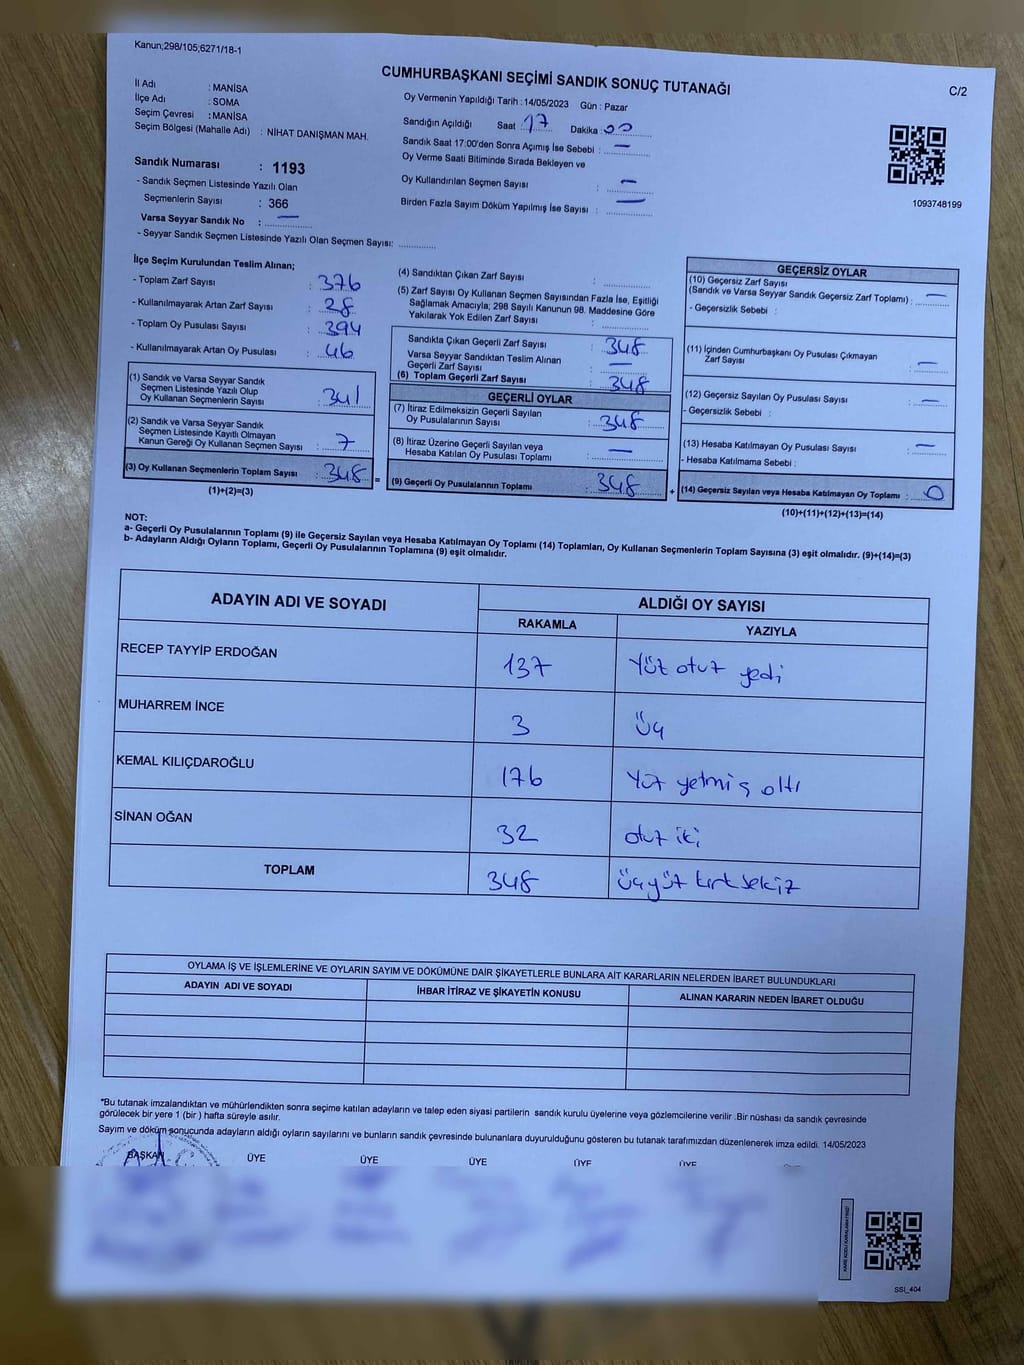 Kanun;298/105;6271/18-1
CUMHURBAŞKANI SEÇİMİ SANDIK SONUÇ TUTANAĞI
C/2
İl Adı : MANİSA
İlçe Adı : SOMA
Seçim Çevresi : MANİSA
Seçim Bölgesi (Mahalle Adı) : NİHAT DANIŞMAN MAH.
Oy Vermenin Yapıldığı Tarih : 14/05/2023 Gün : Pazar
Sandığın Açıldığı Saat : 17 Dakika : 00
Sandık Saat 17:00'den Sonra Açımış İse Sebebi : —
Oy Verme Saati Bitiminde Sırada Bekleyen ve
Oy Kullandırılan Seçmen Sayısı : —
Birden Fazla Sayım Döküm Yapılmış İse Sayısı : —
1093748199
Sandık Numarası : 1193
- Sandık Seçmen Listesinde Yazılı Olan
Seçmenlerin Sayısı : 366
Varsa Seyyar Sandık No : —
- Seyyar Sandık Seçmen Listesinde Yazılı Olan Seçmen Sayısı:
İlçe Seçim Kurulundan Teslim Alınan;
- Toplam Zarf Sayısı : 376
- Kullanılmayarak Artan Zarf Sayısı : 28
- Toplam Oy Pusulası Sayısı : 394
- Kullanılmayarak Artan Oy Pusulası : 46
(1) Sandık ve Varsa Seyyar Sandık
Seçmen Listesinde Yazılı Olup
Oy Kullanan Seçmenlerin Sayısı : 341
(2) Sandık ve Varsa Seyyar Sandık
Seçmen Listesinde Kayıtlı Olmayan
Kanun Gereği Oy Kullanan Seçmen Sayısı : 7
(3) Oy Kullanan Seçmenlerin Toplam Sayısı : 348 =
(1)+(2)=(3)
(4) Sandıktan Çıkan Zarf Sayısı :
(5) Zarf Sayısı Oy Kullanan Seçmen Sayısından Fazla İse, Eşitliği
Sağlamak Amacıyla; 298 Sayılı Kanunun 98. Maddesine Göre
Yakılarak Yok Edilen Zarf Sayısı :
Sandıkta Çıkan Geçerli Zarf Sayısı : 348
Varsa Seyyar Sandıktan Teslim Alınan
Geçerli Zarf Sayısı : —
(6) Toplam Geçerli Zarf Sayısı : 348
GEÇERLİ OYLAR
(7) İtiraz Edilmeksizin Geçerli Sayılan
Oy Pusulalarının Sayısı : 348
(8) İtiraz Üzerine Geçerli Sayılan veya
Hesaba Katılan Oy Pusulası Toplamı : —
(9) Geçerli Oy Pusulalarının Toplamı : 348 +
GEÇERSİZ OYLAR
(10) Geçersiz Zarf Sayısı
(Sandık ve Varsa Seyyar Sandık Geçersiz Zarf Toplamı) : —
- Geçersizlik Sebebi :
(11) İçinden Cumhurbaşkanı Oy Pusulası Çıkmayan
Zarf Sayısı : —
(12) Geçersiz Sayılan Oy Pusulası Sayısı : —
- Geçersizlik Sebebi :
(13) Hesaba Katılmayan Oy Pusulası Sayısı : —
- Hesaba Katılmama Sebebi :
(14) Geçersiz Sayılan veya Hesaba Katılmayan Oy Toplamı : 0
(10)+(11)+(12)+(13)=(14)
NOT:
a- Geçerli Oy Pusulalarının Toplamı (9) ile Geçersiz Sayılan veya Hesaba Katılmayan Oy Toplamı (14) Toplamları, Oy Kullanan Seçmenlerin Toplam Sayısına (3) eşit olmalıdır. (9)+(14)=(3)
b- Adayların Aldığı Oyların Toplamı, Geçerli Oy Pusulalarının Toplamına (9) eşit olmalıdır.
ADAYIN ADI VE SOYADI
ALDIĞI OY SAYISI
RAKAMLA YAZIYLA
RECEP TAYYİP ERDOĞAN 137 Yüz otuz yedi
MUHARREM İNCE 3 üç
KEMAL KILIÇDAROĞLU 176 Yüz yetmiş altı
SİNAN OĞAN 32 otuz iki
TOPLAM 348 üçyüz kırk sekiz
OYLAMA İŞ VE İŞLEMLERİNE VE OYLARIN SAYIM VE DÖKÜMÜNE DAİR ŞİKAYETLERLE BUNLARA AİT KARARLARIN NELERDEN İBARET BULUNDUKLARI
ADAYIN ADI VE SOYADI İHBAR İTİRAZ VE ŞİKAYETİN KONUSU ALINAN KARARIN NEDEN İBARET OLDUĞU
*Bu tutanak imzalandıktan ve mühürlendikten sonra seçime katılan adayların ve talep eden siyasi partilerin sandık kurulu üyelerine veya gözlemcilerine verilir .Bir nüshası da sandık çevresinde
görülecek bir yere 1 (bir ) hafta süreyle asılır.
Sayım ve döküm sonucunda adayların aldığı oyların sayılarını ve bunların sandık çevresinde bulunanlara duyurulduğunu gösteren bu tutanak tarafımızdan düzenlenerek imza edildi. 14/05/2023
BAŞKAN ÜYE ÜYE ÜYE ÜYE ÜYE
SSI_404